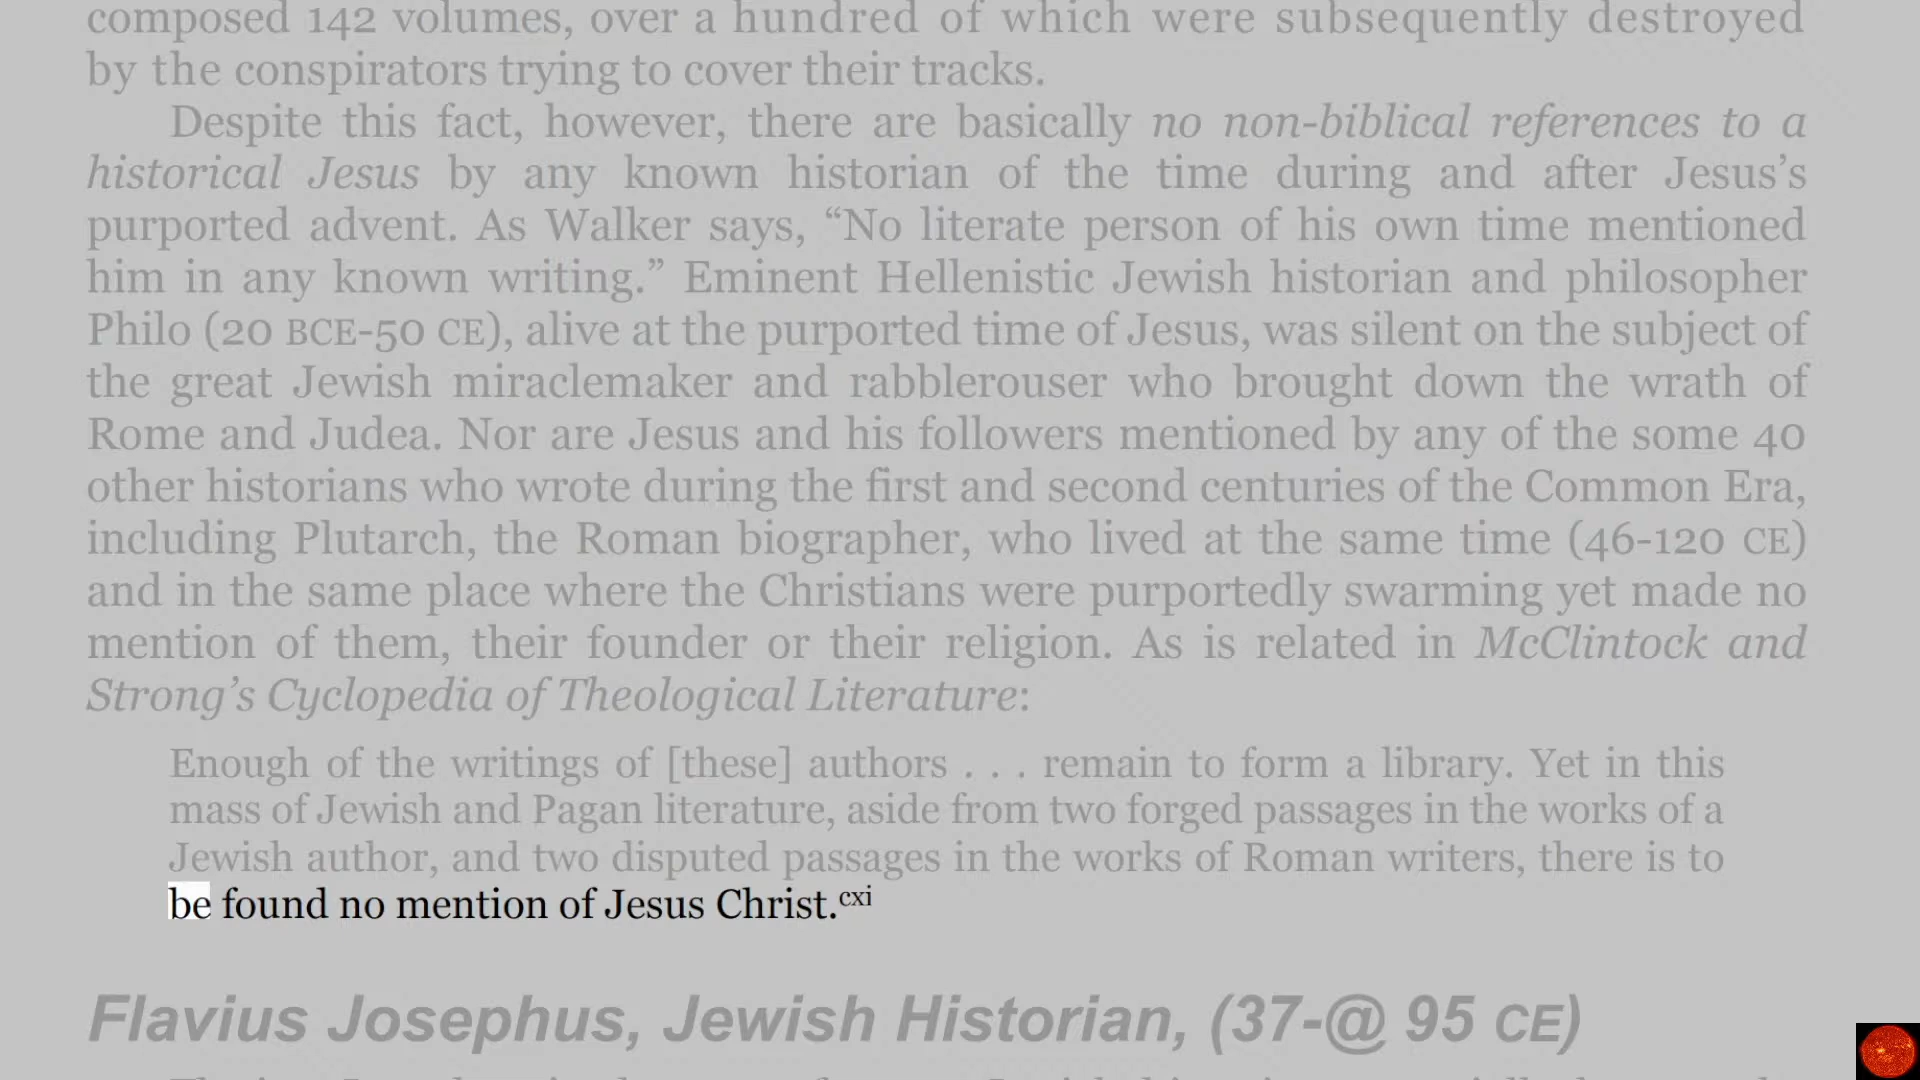 composed 142 volumes, over a hundred of which were subsequently destroyed
by the conspirators trying to cover their tracks.
Despite this fact, however, there are basically no non-biblical references to a
historical Jesus by any known historian of the time during and after Jesus’s
purported advent. As Walker says, “No literate person of his own time mentioned
him in any known writing.” Eminent Hellenistic Jewish historian and philosopher
Philo (20 BCE-50 CE), alive at the purported time of Jesus, was silent on the subject of
the great Jewish miraclemaker and rabblerouser who brought down the wrath of
Rome and Judea. Nor are Jesus and his followers mentioned by any of the some 40
other historians who wrote during the first and second centuries of the Common Era,
including Plutarch, the Roman biographer, who lived at the same time (46-120 CE)
and in the same place where the Christians were purportedly swarming yet made no
mention of them, their founder or their religion. As is related in McClintock and
Strong’s Cyclopedia of Theological Literature:
Enough of the writings of [these] authors . . . remain to form a library. Yet in this
mass of Jewish and Pagan literature, aside from two forged passages in the works of a
Jewish author, and two disputed passages in the works of Roman writers, there is to
be found no mention of Jesus Christ.cxi
Flavius Josephus, Jewish Historian, (37-@ 95 CE)